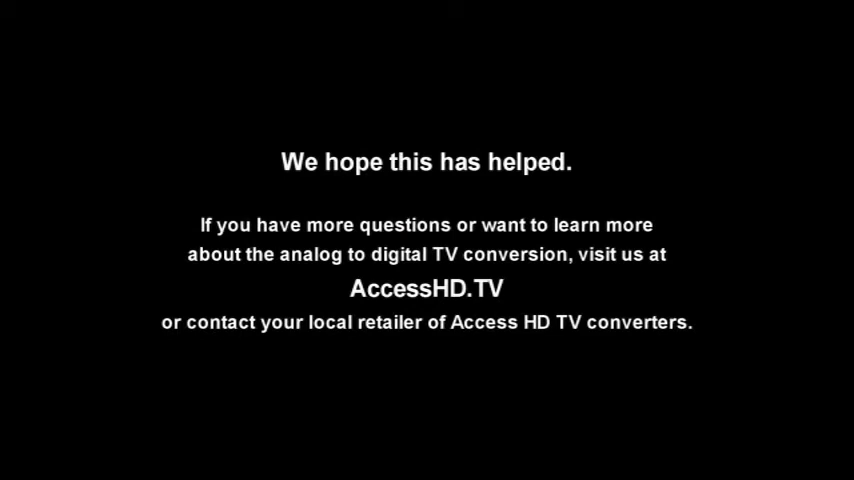 We hope this has helped.
If you have more questions or want to learn more
about the analog to digital TV conversion, visit us at
AccessHD.TV
or contact your local retailer of Access HD TV converters.